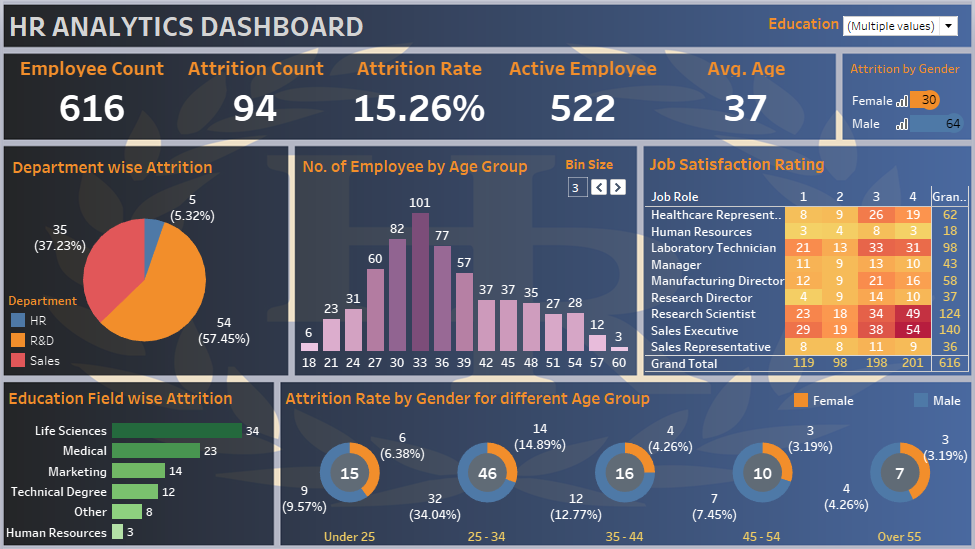 HR ANALYTICS DASHBOARD
Education (Multiple values)
Employee Count Attrition Count Attrition Rate Active Employee Avg. Age
616 94 15.26% 522 37
Attrition by Gender
Female 30
Male 64
Department wise Attrition
5
(5.32%)
35
(37.23%)
54
(57.45%)
Department
HR
R&D
Sales
No. of Employee by Age Group
Bin Size
3
6 23 31 60 82 101 77 57 37 37 35 27 28 12 3
18 21 24 27 30 33 36 39 42 45 48 51 54 57 60
Job Satisfaction Rating
Job Role 1 2 3 4 Gran..
Healthcare Represent.. 8 9 26 19 62
Human Resources 3 4 8 3 18
Laboratory Technician 21 13 33 31 98
Manager 11 9 13 10 43
Manufacturing Director 12 9 21 16 58
Research Director 4 9 14 10 37
Research Scientist 23 18 34 49 124
Sales Executive 29 19 38 54 140
Sales Representative 8 8 11 9 36
Grand Total 119 98 198 201 616
Education Field wise Attrition
Life Sciences 34
Medical 23
Marketing 14
Technical Degree 12
Other 8
Human Resources 3
Attrition Rate by Gender for different Age Group
Female Male
6
(6.38%)
15
9
(9.57%)
Under 25
14
(14.89%)
46
32
(34.04%)
25 - 34
4
(4.26%)
16
12
(12.77%)
35 - 44
3
(3.19%)
10
7
(7.45%)
45 - 54
3
(3.19%)
7
4
(4.26%)
Over 55